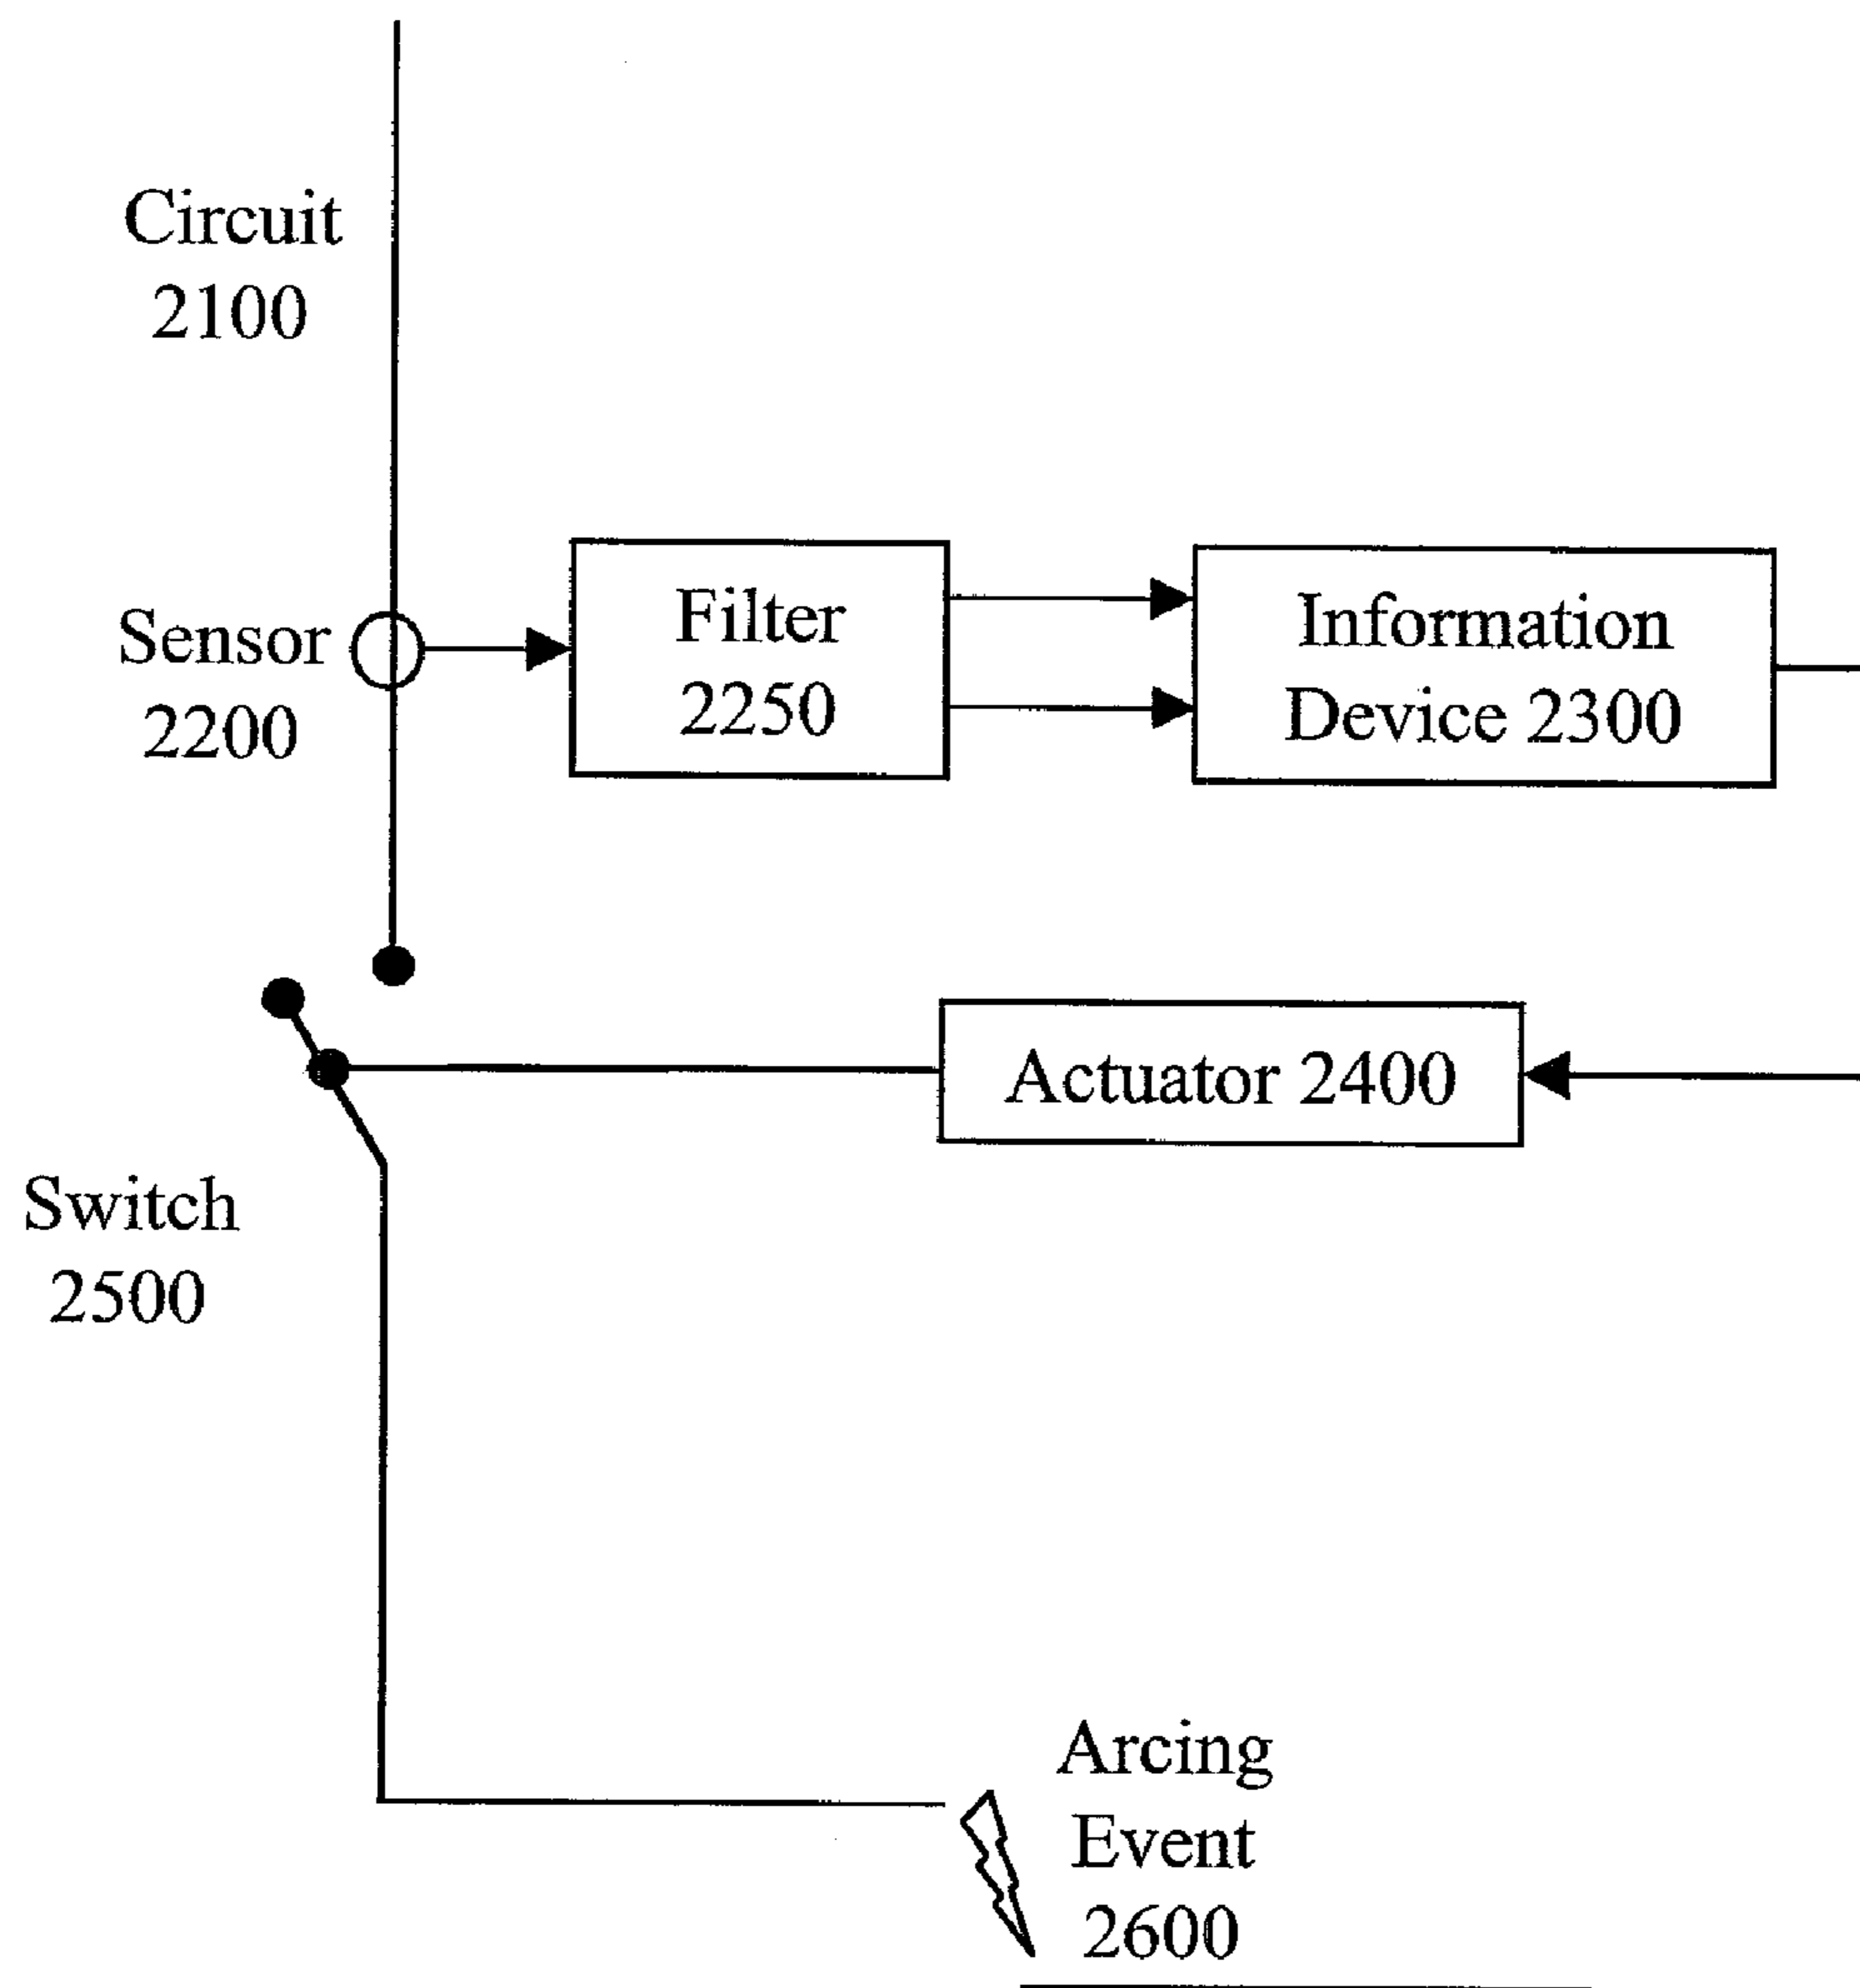 Circuit
2100
Sensor
2200
Filter
2250
Information
Device 2300
Actuator 2400
Switch
2500
Arcing
Event
2600